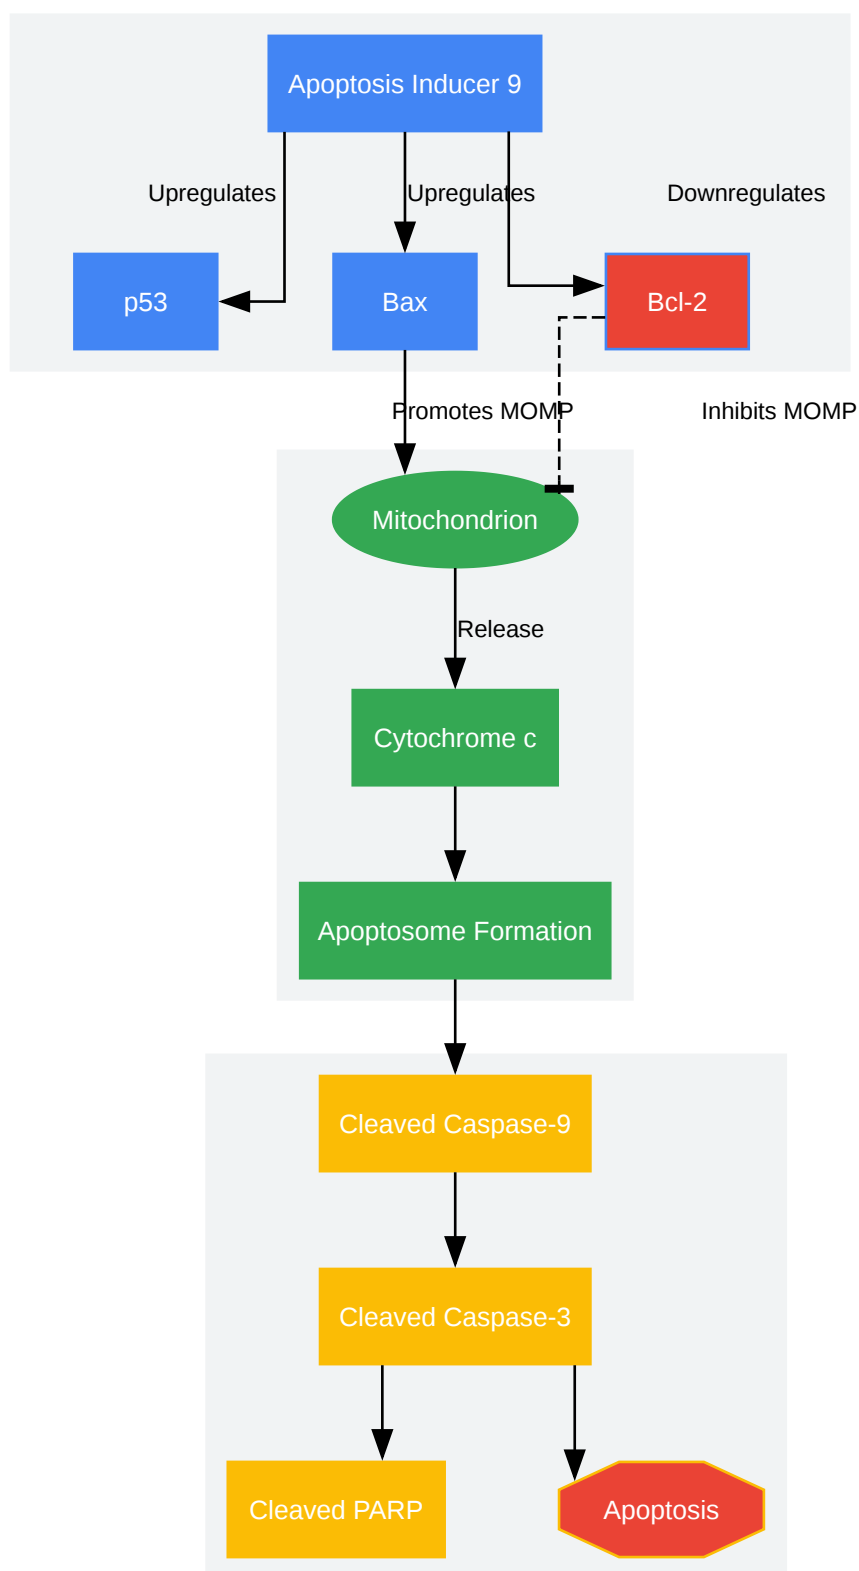 Apoptosis Inducer 9
Upregulates
Upregulates
Downregulates
p53
Bax
Bcl-2
Promotes MOMP
Inhibits MOMP
Mitochondrion
Release
Cytochrome c
Apoptosome Formation
Cleaved Caspase-9
Cleaved Caspase-3
Cleaved PARP
Apoptosis